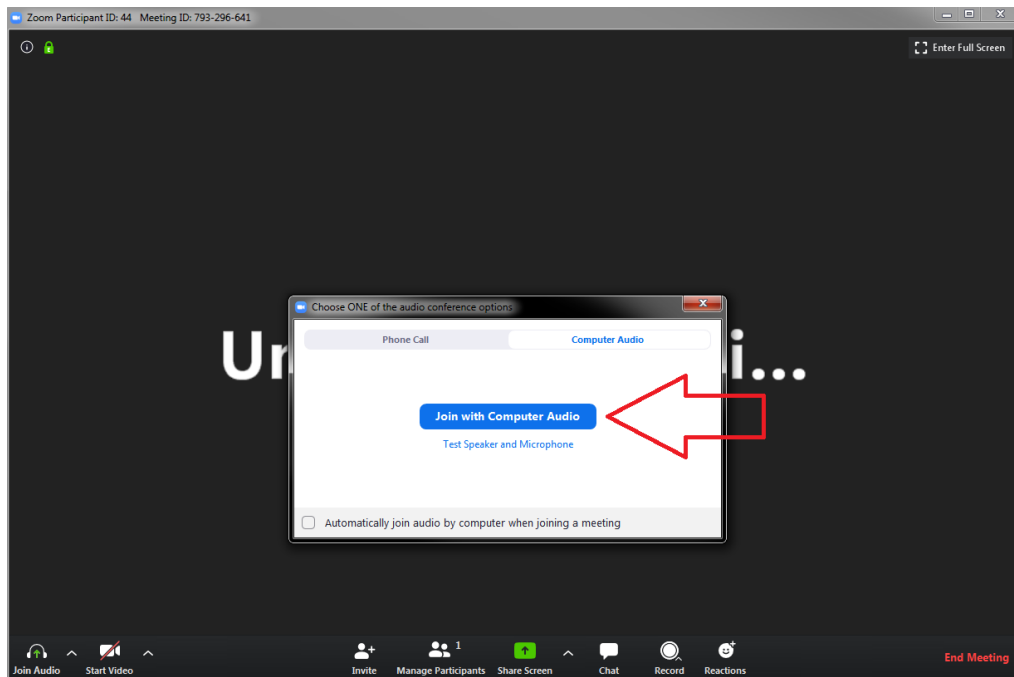 Zoom Participant ID: 44 Meeting ID: 793-296-641
Enter Full Screen
Choose ONE of the audio conference options
Phone Call
Computer Audio
Ur
i...
Join with Computer Audio
Test Speaker and Microphone
Automatically join audio by computer when joining a meeting
1
Join Audio
Start Video
Invite
Manage Participants
Share Screen
Chat
Record
Reactions
End Meeting